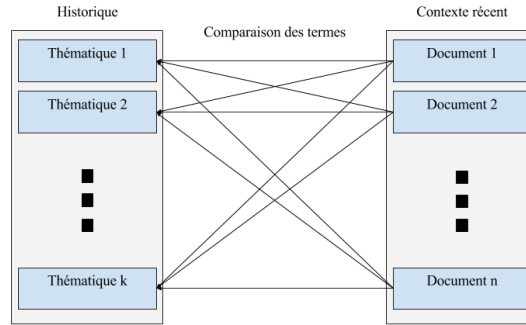 Historique
Contexte récent
Comparaison des termes
Thématique 1
Document 1
Thématique 2
Document 2
Thématique k
Document n